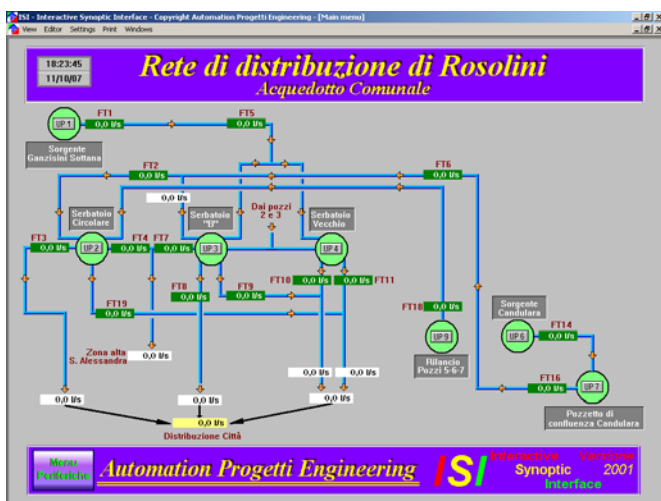 ISI - Interactive Synoptic Interface - Copyright Automation Progetti Engineering - [Main menu]
View Editor Settings Print Windows
18:23:45
11/10/07
Rete di distribuzione di Rosolini
Acquedotto Comunale
FT1
FT5
UP 1
0,0 l/s
0,0 l/s
Sorgente
Ganzisini Sottana
FT2
FT6
0,0 l/s
0,0 l/s
0,0 l/s
Serbatoio
Circolare
Serbatoio
"B"
Dai pozzi
2 e 3
Serbatoio
Vecchio
FT3
FT4
FT7
0,0 l/s
UP 2
0,0 l/s
0,0 l/s
UP 3
UP 4
FT8
FT9
FT10
FT11
0,0 l/s
0,0 l/s
0,0 l/s
0,0 l/s
FT19
0,0 l/s
FT18
0,0 l/s
Sorgente
Candulara
UP 9
UP 6
FT14
0,0 l/s
Zona alta
S. Alessandra
0,0 l/s
Rilancio
Pozzi 5-6-7
0,0 l/s
0,0 l/s
FT16
0,0 l/s
UP 7
0,0 l/s
0,0 l/s
0,0 l/s
0,0 l/s
Pozzetto di
confluenza Candulara
Distribuzione Città
Menu
Periferiche
Automation Progetti Engineering
ISI
Interactive Versione
Synoptic 2001
Interface